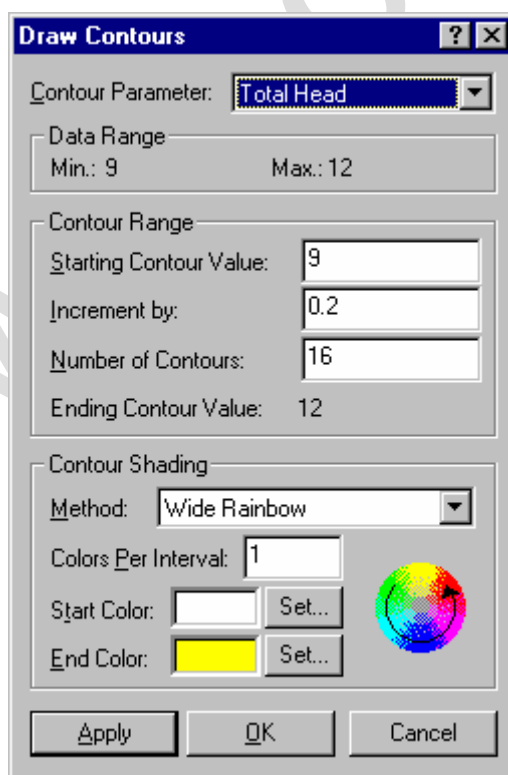 Draw Contours ? ×
Contour Parameter: Total Head
Data Range
Min.: 9 Max.: 12
Contour Range
Starting Contour Value: 9
Increment by: 0.2
Number of Contours: 16
Ending Contour Value: 12
Contour Shading
Method: Wide Rainbow
Colors Per Interval: 1
Start Color: Set...
End Color: Set...
Apply OK Cancel